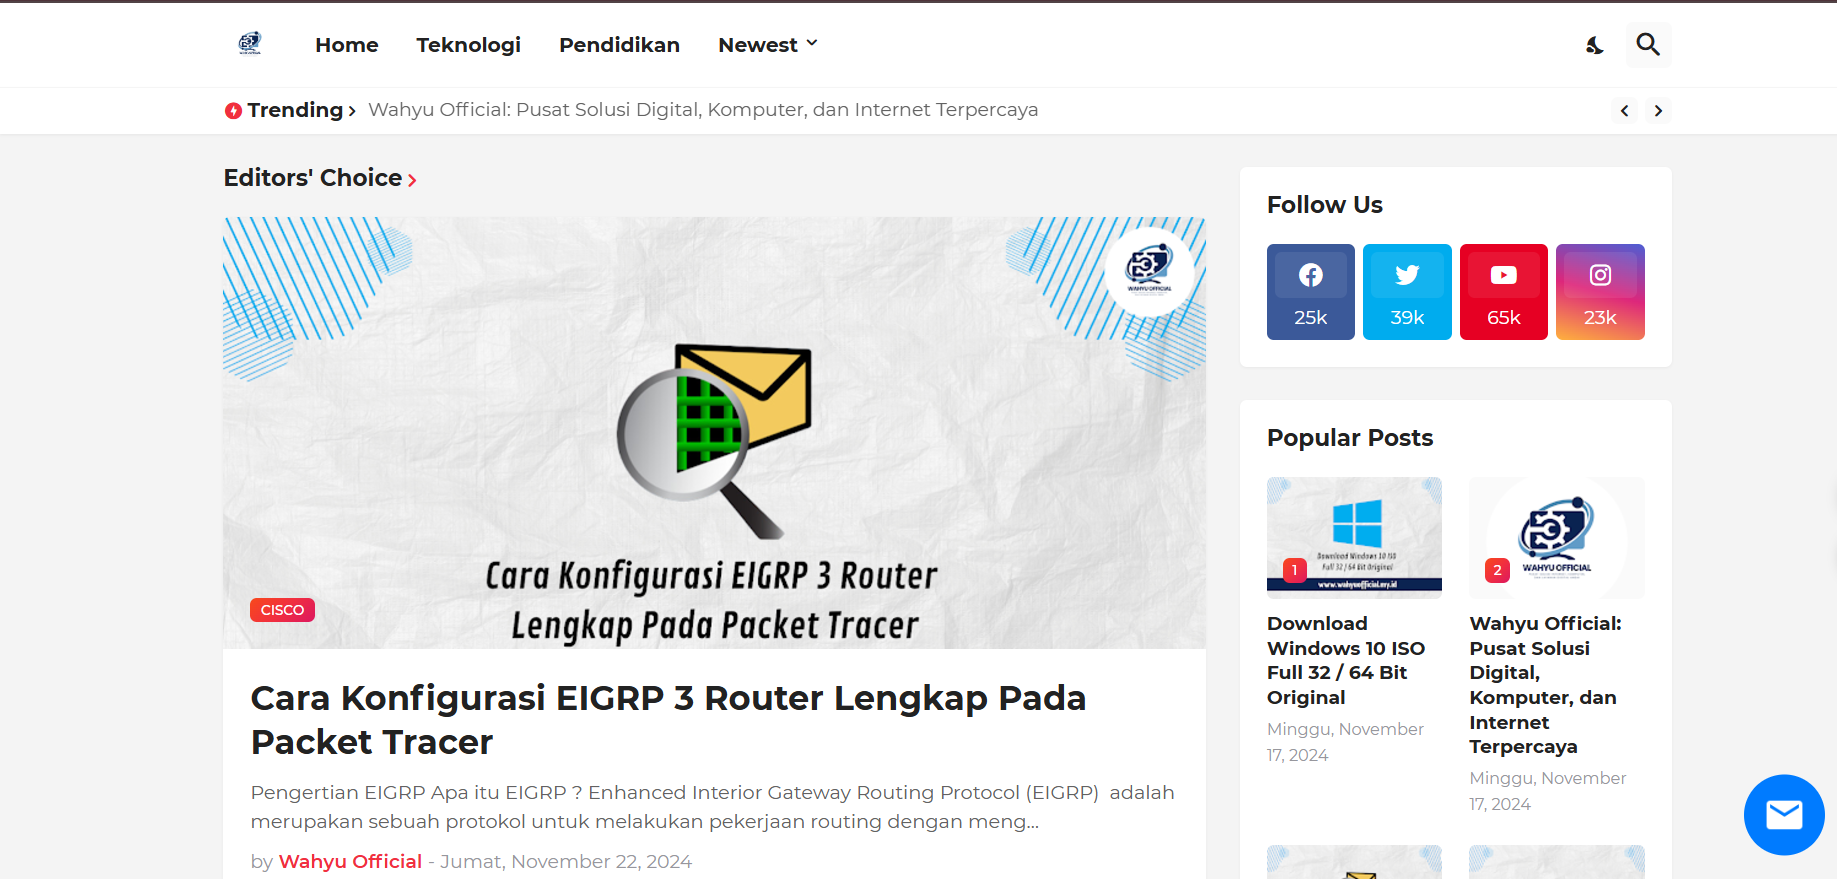 Home
Teknologi
Pendidikan
Newest
Trending
Wahyu Official: Pusat Solusi Digital, Komputer, dan Internet Terpercaya
Editors' Choice
WAHYU OFFICIAL
Cara Konfigurasi EIGRP 3 Router
Lengkap Pada Packet Tracer
CISCO
Cara Konfigurasi EIGRP 3 Router Lengkap Pada
Packet Tracer
Pengertian EIGRP Apa itu EIGRP ? Enhanced Interior Gateway Routing Protocol (EIGRP)  adalah
merupakan sebuah protokol untuk melakukan pekerjaan routing dengan meng...
by Wahyu Official - Jumat, November 22, 2024
Follow Us
25k
39k
65k
23k
Popular Posts
Download Windows 10 ISO
Full 32 / 64 Bit Original
www.wahyuofficial.my.id
1
Download
Windows 10 ISO
Full 32 / 64 Bit
Original
Minggu, November
17, 2024
WAHYU OFFICIAL
2
Wahyu Official:
Pusat Solusi
Digital,
Komputer, dan
Internet
Terpercaya
Minggu, November
17, 2024